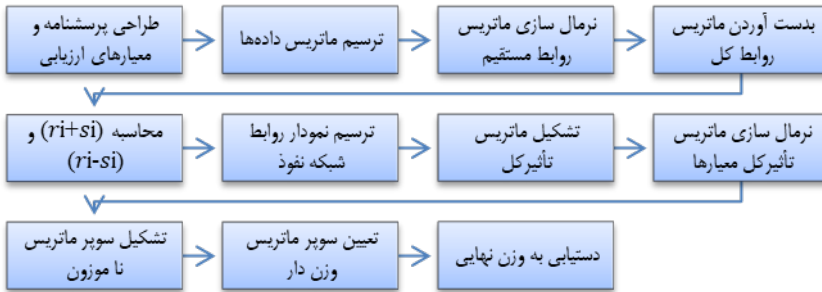 طراحی پرسشنامه و
معیارهای ارزیابی
ترسیم ماتریس داده‌ها
نرمال سازی ماتریس
روابط مستقیم
بدست آوردن ماتریس
روابط کل
محاسبه (ri+si) و
(ri-si)
ترسیم نمودار روابط
شبکه نفوذ
تشکیل ماتریس
تأثیرکل
نرمال سازی ماتریس
تأثیرکل معیارها
تشکیل سوپر ماتریس
نا موزون
تعیین سوپر ماتریس
وزن دار
دستیابی به وزن نهایی